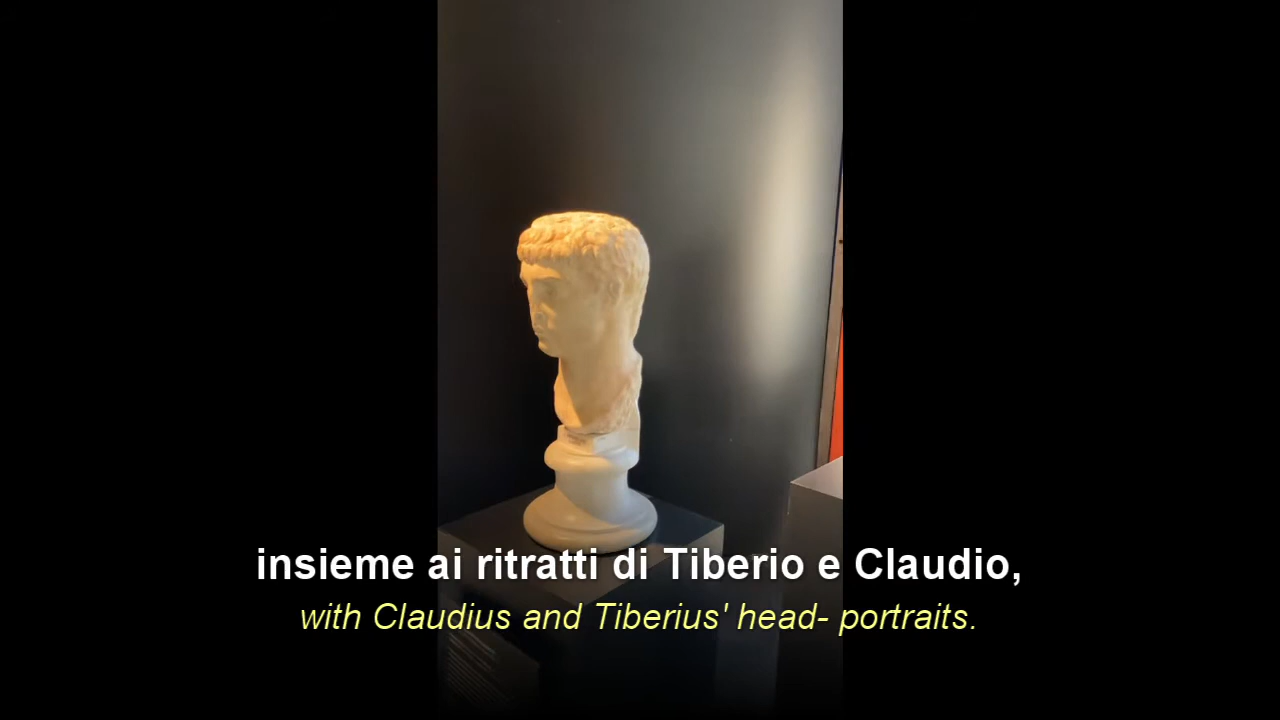 insieme ai ritratti di Tiberio e Claudio,
with Claudius and Tiberius' head- portraits.